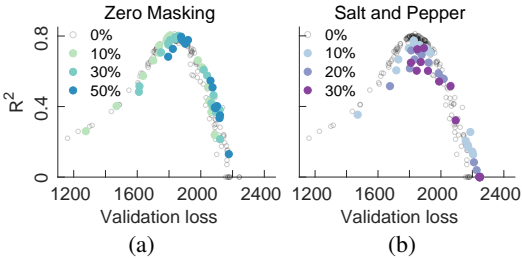 Zero Masking
Salt and Pepper
0.8
0.4
0
R2
0%
10%
30%
50%
0%
10%
20%
30%
1200 1600 2000 2400
1200 1600 2000 2400
Validation loss
Validation loss
(a)
(b)